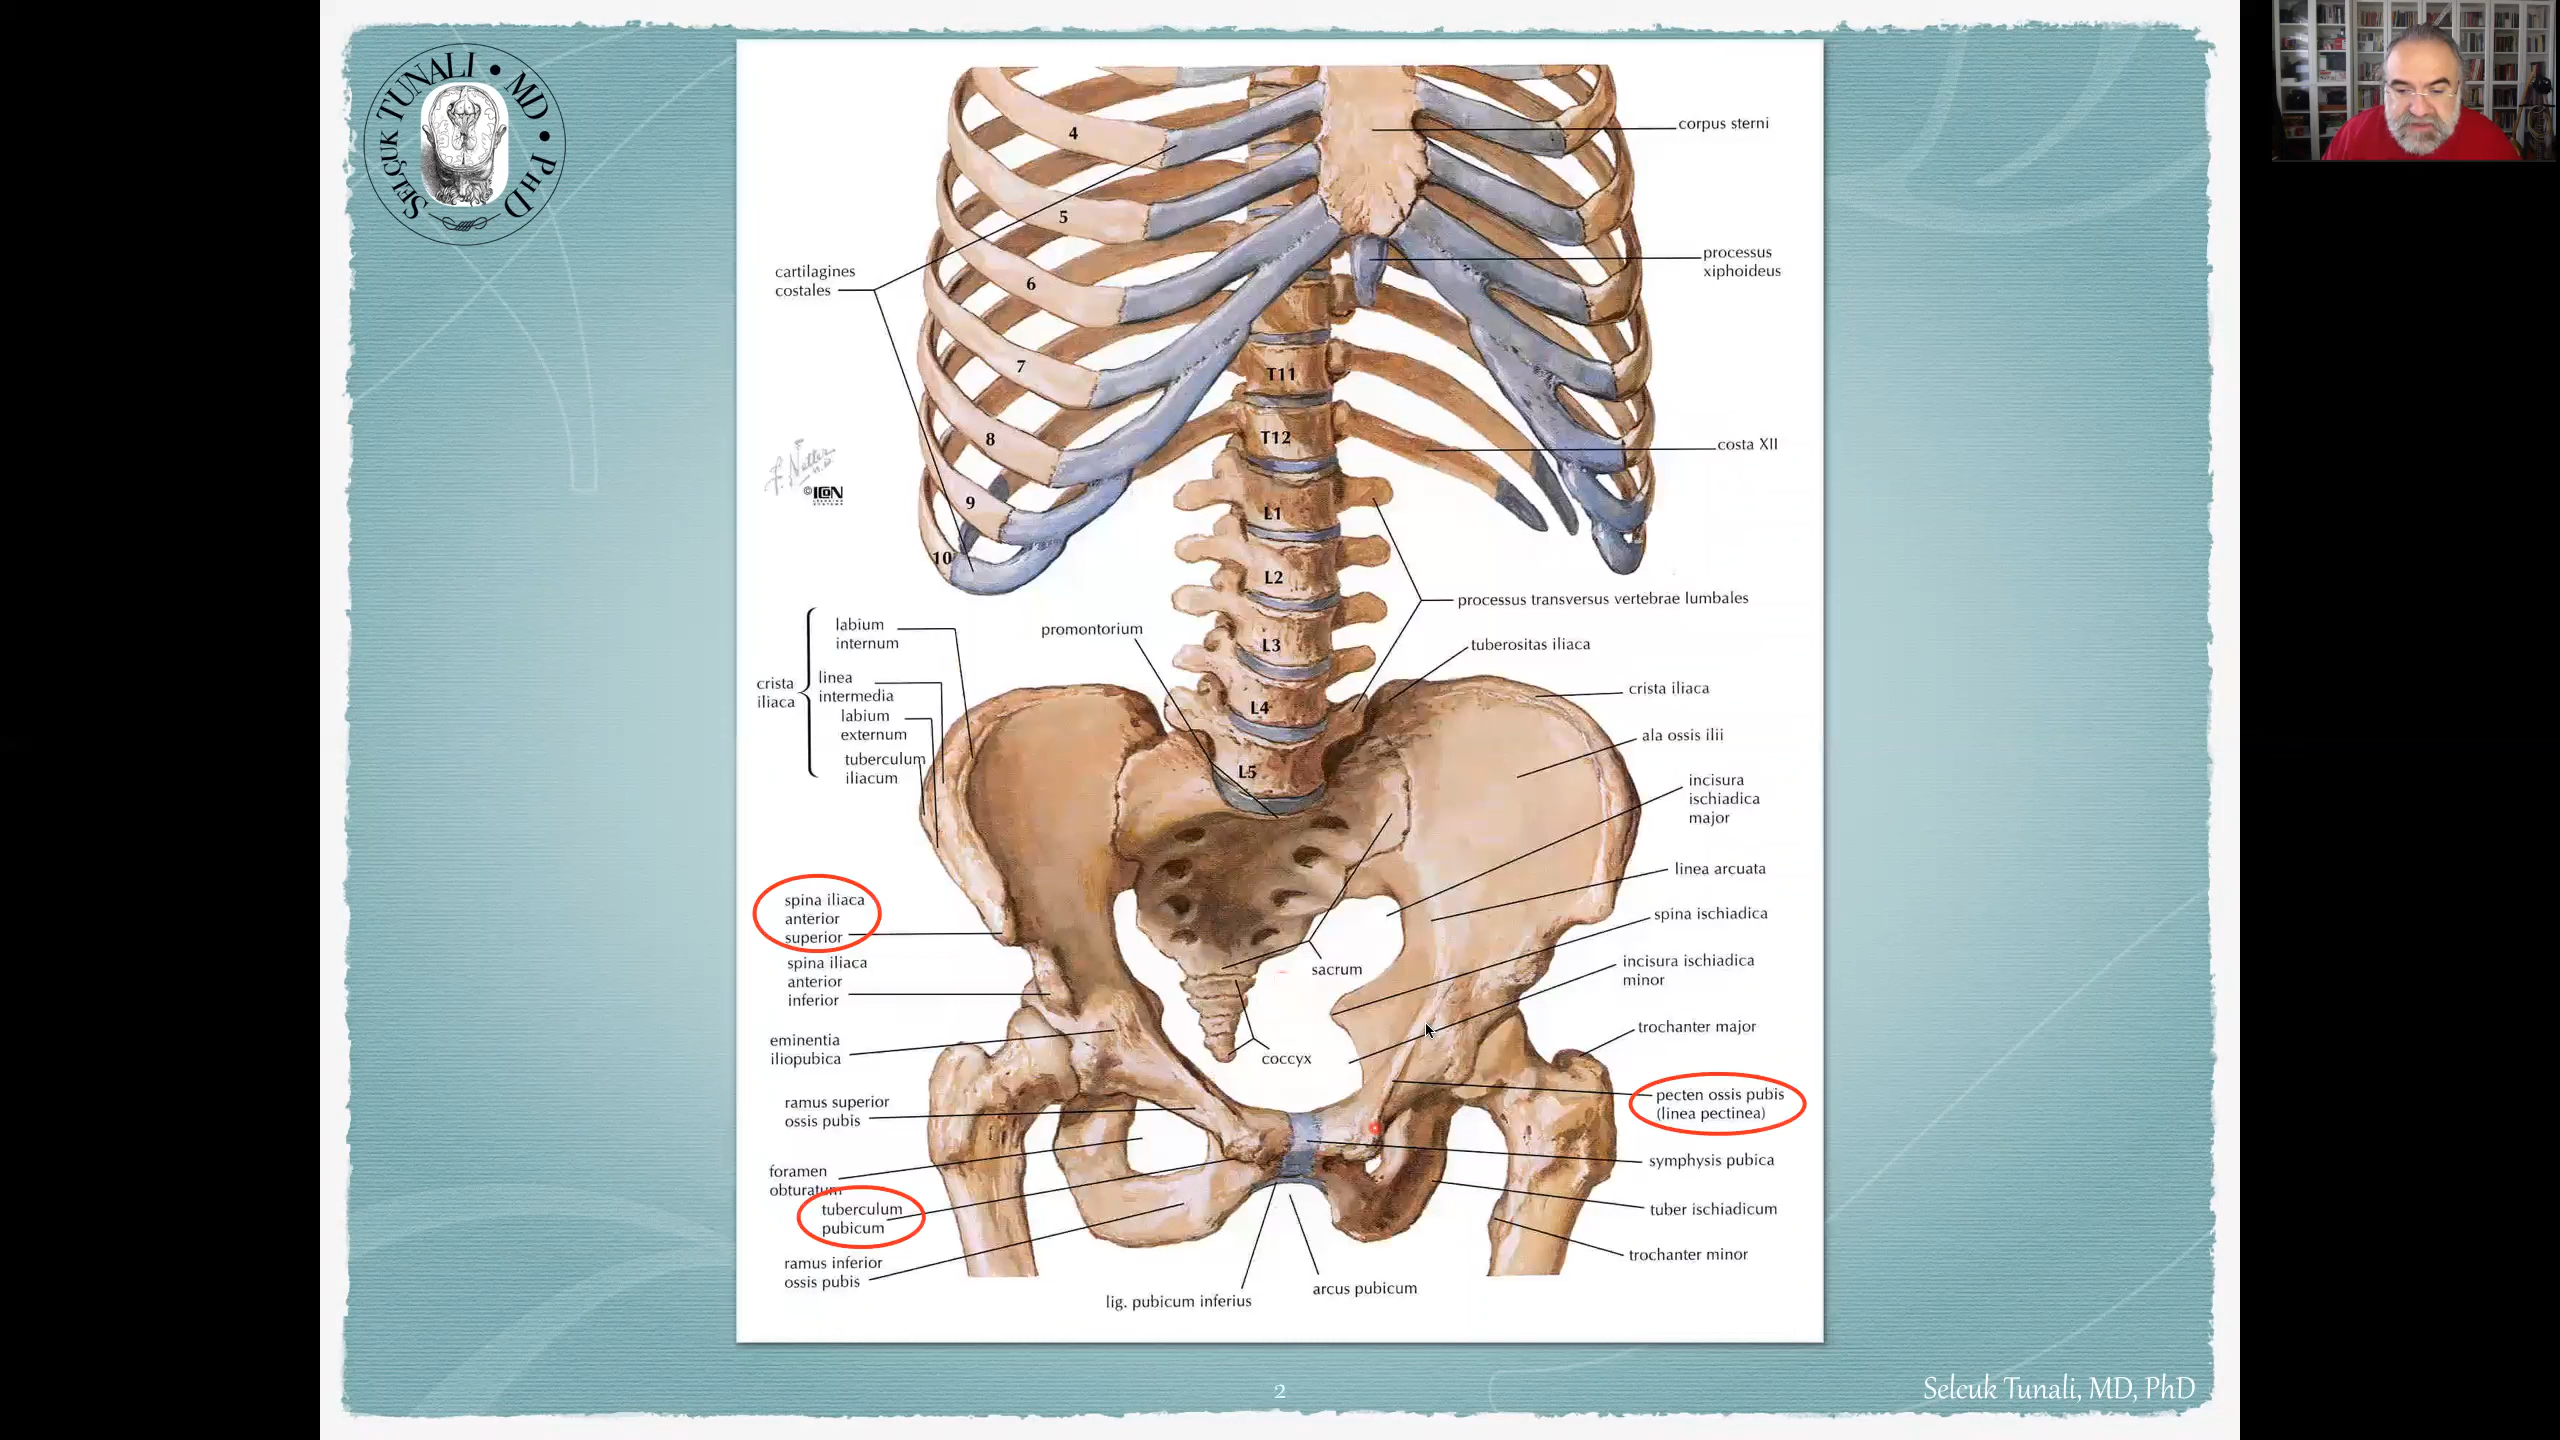 SELÇUK TUNALI • MD • PhD
4
5
6
7
8
9
10
T11
T12
L1
L2
L3
L4
L5
corpus sterni
processus
xiphoideus
cartilagines
costales
costa XII
F. Netter
M.D.
©ICON
labium
internum
linea
intermedia
crista
iliaca
labium
externum
tuberculum
iliacum
promontorium
processus transversus vertebrae lumbales
tuberositas iliaca
crista iliaca
ala ossis ilii
incisura
ischiadica
major
linea arcuata
spina ischiadica
incisura ischiadica
minor
trochanter major
pecten ossis pubis
(linea pectinea)
symphysis pubica
tuber ischiadicum
trochanter minor
spina iliaca
anterior
superior
spina iliaca
anterior
inferior
eminentia
iliopubica
ramus superior
ossis pubis
foramen
obturatum
tuberculum
pubicum
ramus inferior
ossis pubis
sacrum
coccyx
lig. pubicum inferius
arcus pubicum
2
Selcuk Tunali, MD, PhD